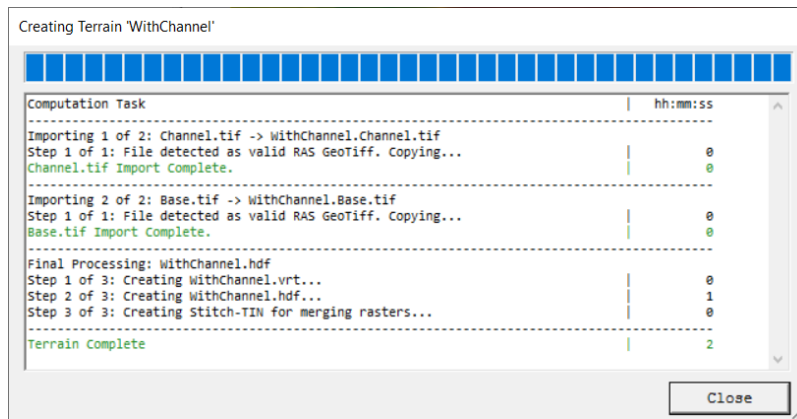 Creating Terrain 'WithChannel'
Computation Task | hh:mm:ss
Importing 1 of 2: Channel.tif -> WithChannel.Channel.tif
Step 1 of 1: File detected as valid RAS GeoTiff. Copying... | 0
Channel.tif Import Complete. | 0
Importing 2 of 2: Base.tif -> WithChannel.Base.tif
Step 1 of 1: File detected as valid RAS GeoTiff. Copying... | 0
Base.tif Import Complete. | 0
Final Processing: WithChannel.hdf
Step 1 of 3: Creating WithChannel.vrt... | 0
Step 2 of 3: Creating WithChannel.hdf... | 1
Step 3 of 3: Creating Stitch-TIN for merging rasters... | 0
Terrain Complete | 2
Close